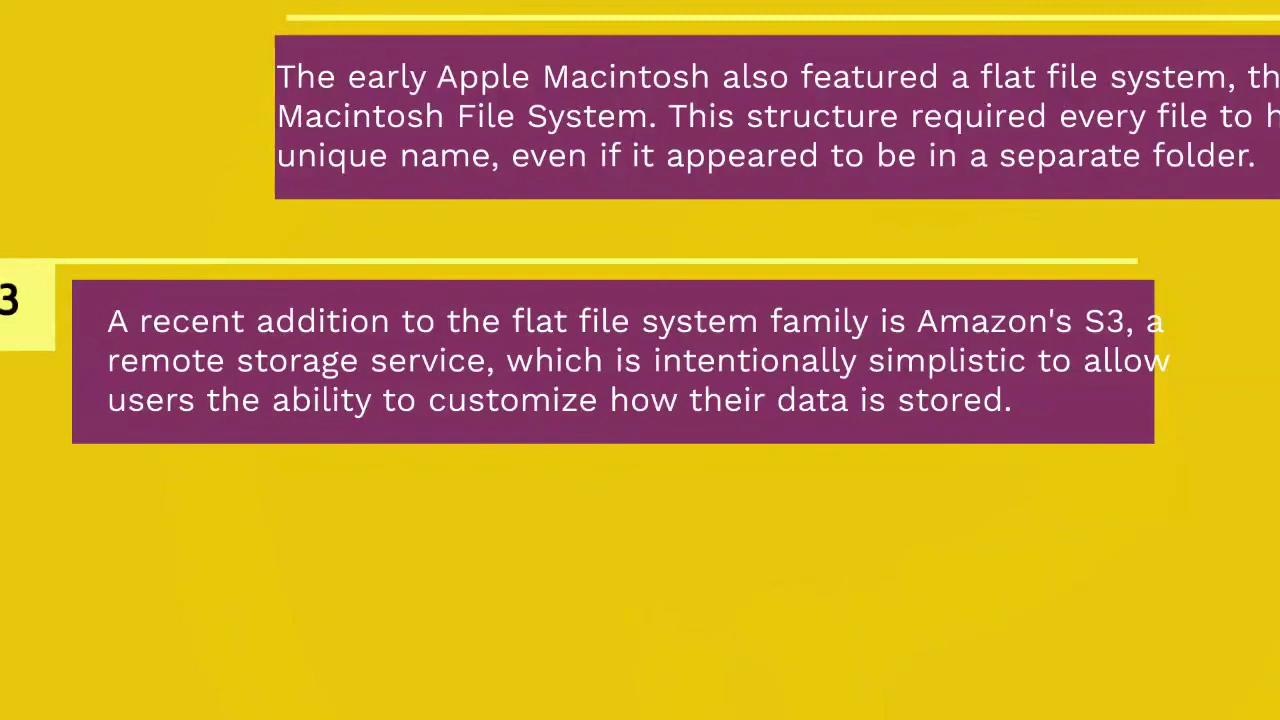 The early Apple Macintosh also featured a flat file system, th
Macintosh File System. This structure required every file to h
unique name, even if it appeared to be in a separate folder.
3
A recent addition to the flat file system family is Amazon's S3, a
remote storage service, which is intentionally simplistic to allow
users the ability to customize how their data is stored.